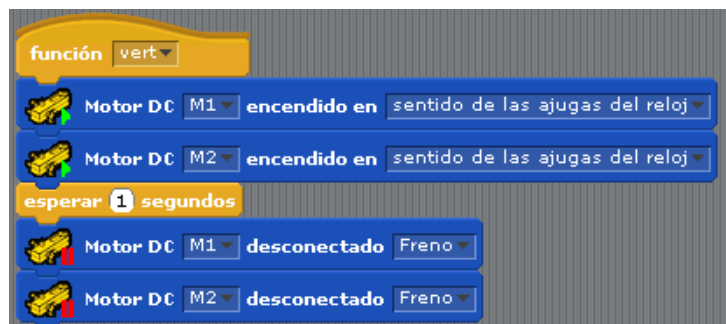 función vert
Motor DC M1 encendido en sentido de las ajugas del reloj
Motor DC M2 encendido en sentido de las ajugas del reloj
esperar 1 segundos
Motor DC M1 desconectado Freno
Motor DC M2 desconectado Freno